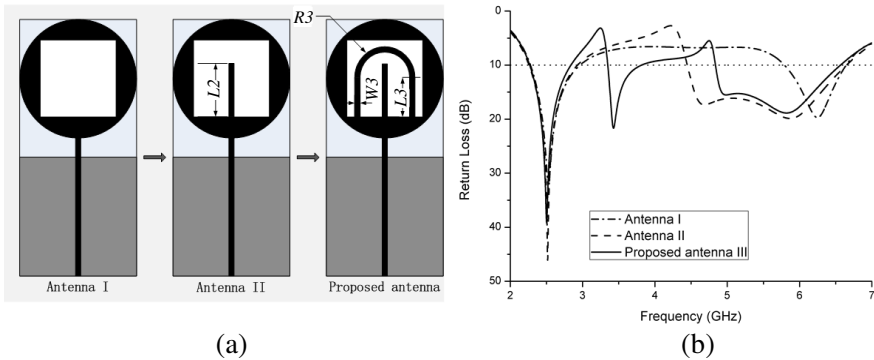 R3
L2
W3
L3
Antenna I
Antenna II
Proposed antenna
(a)
0
10
20
30
40
50
Return Loss (dB)
Antenna I
Antenna II
Proposed antenna III
2
3
4
5
6
7
Frequency (GHz)
(b)